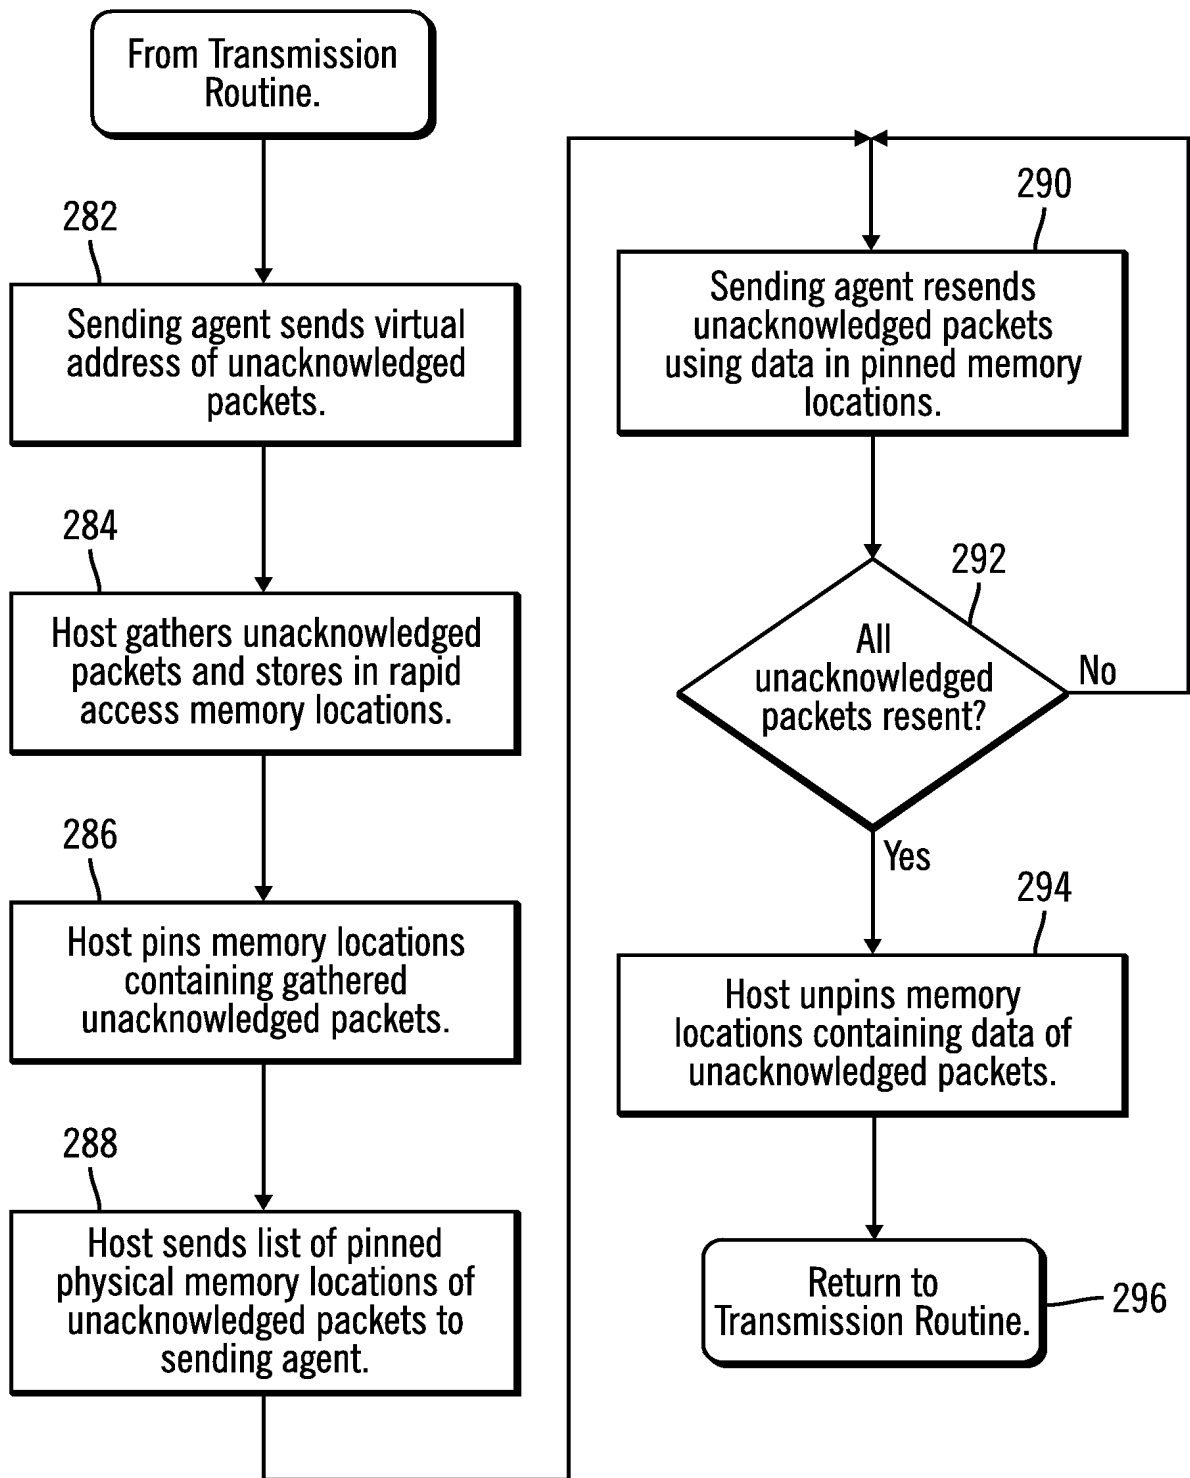 From Transmission
Routine.
282
Sending agent sends virtual
address of unacknowledged
packets.
284
Host gathers unacknowledged
packets and stores in rapid
access memory locations.
286
Host pins memory locations
containing gathered
unacknowledged packets.
288
Host sends list of pinned
physical memory locations of
unacknowledged packets to
sending agent.
290
Sending agent resends
unacknowledged packets
using data in pinned memory
locations.
292
All
unacknowledged
packets resent?
No
Yes
294
Host unpins memory
locations containing data of
unacknowledged packets.
Return to
Transmission Routine.
296